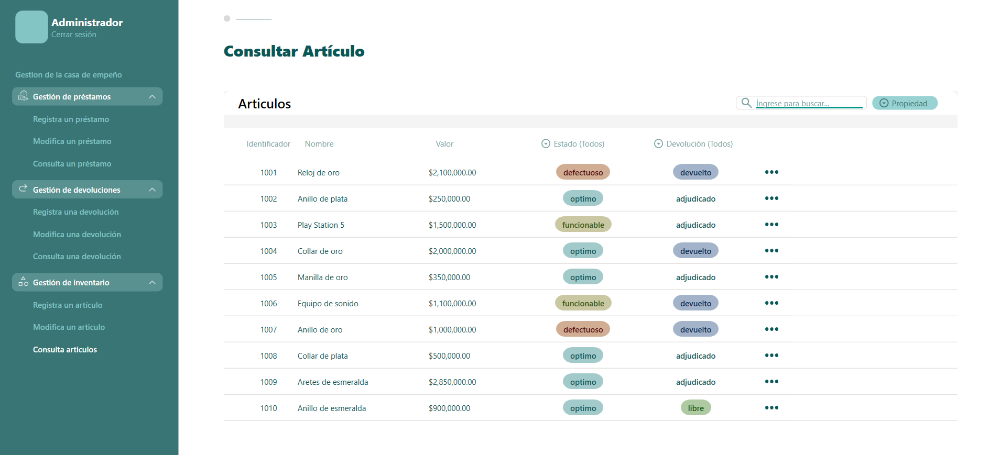 Administrador
Cerrar sesión
Gestion de la casa de empeño
Gestión de préstamos
Registra un préstamo
Modifica un préstamo
Consulta un préstamo
Gestión de devoluciones
Registra una devolución
Modifica una devolución
Consulta una devolución
Gestión de inventario
Registra un artículo
Modifica un articulo
Consulta articulos
Consultar Artículo
Articulos
Ingrese para buscar...
Propiedad
Identificador Nombre Valor Estado (Todos) Devolución (Todos)
1001 Reloj de oro $2,100,000.00 defectuoso devuelto
1002 Anillo de plata $250,000.00 optimo adjudicado
1003 Play Station 5 $1,500,000.00 funcionable adjudicado
1004 Collar de oro $2,000,000.00 optimo devuelto
1005 Manilla de oro $350,000.00 optimo adjudicado
1006 Equipo de sonido $1,100,000.00 funcionable devuelto
1007 Anillo de oro $1,000,000.00 defectuoso devuelto
1008 Collar de plata $500,000.00 optimo adjudicado
1009 Aretes de esmeralda $2,850,000.00 optimo adjudicado
1010 Anillo de esmeralda $900,000.00 optimo libre